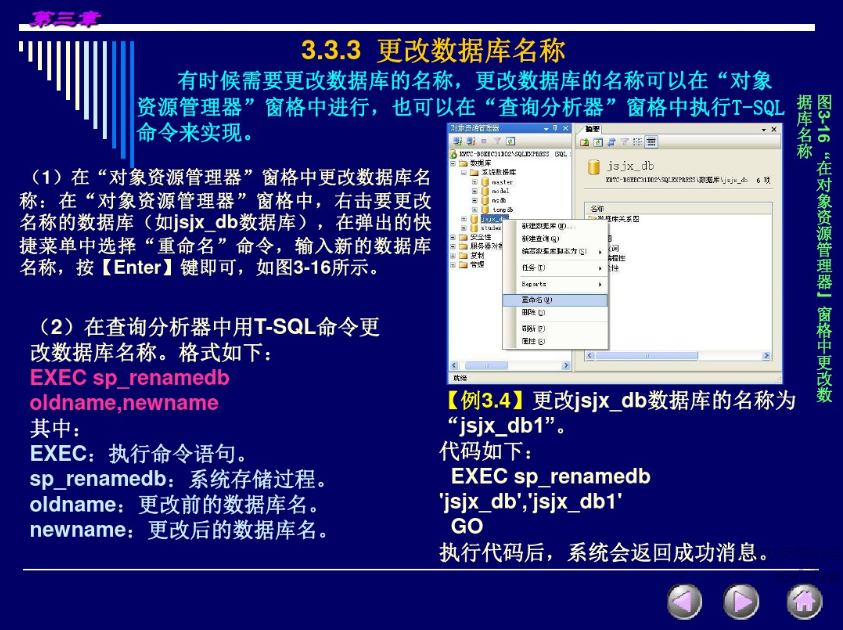 第三章
3.3.3 更改数据库名称
有时候需要更改数据库的名称，更改数据库的名称可以在“对象
资源管理器”窗格中进行，也可以在“查询分析器”窗格中执行T-SQL
命令来实现。
（1）在“对象资源管理器”窗格中更改数据库名
称：在“对象资源管理器”窗格中，右击要更改
名称的数据库（如jsjx_db数据库），在弹出的快
捷菜单中选择“重命名”命令，输入新的数据库
名称，按【Enter】键即可，如图3-16所示。
（2）在查询分析器中用T-SQL命令更
改数据库名称。格式如下：
EXEC sp_renamedb
oldname,newname
其中：
EXEC：执行命令语句。
sp_renamedb：系统存储过程。
oldname：更改前的数据库名。
newname：更改后的数据库名。
对象资源管理器
数据库
系统数据库
master
model
msdb
tempdb
jsjx_db
安全性
服务器对象
复制
管理
就绪
摘要
jsjx_db
6 项
名称
数据库关系图
新建数据库(N)...
新建查询(Q)
编写数据库脚本为(S)
任务(T)
Reports
重命名(M)
删除(D)
刷新(F)
属性(R)
图3-16 “在对象资源管理器”窗格中更改数
据库名称
【例3.4】更改jsjx_db数据库的名称为
“jsjx_db1”。
代码如下：
EXEC sp_renamedb
'jsjx_db','jsjx_db1'
GO
执行代码后，系统会返回成功消息。